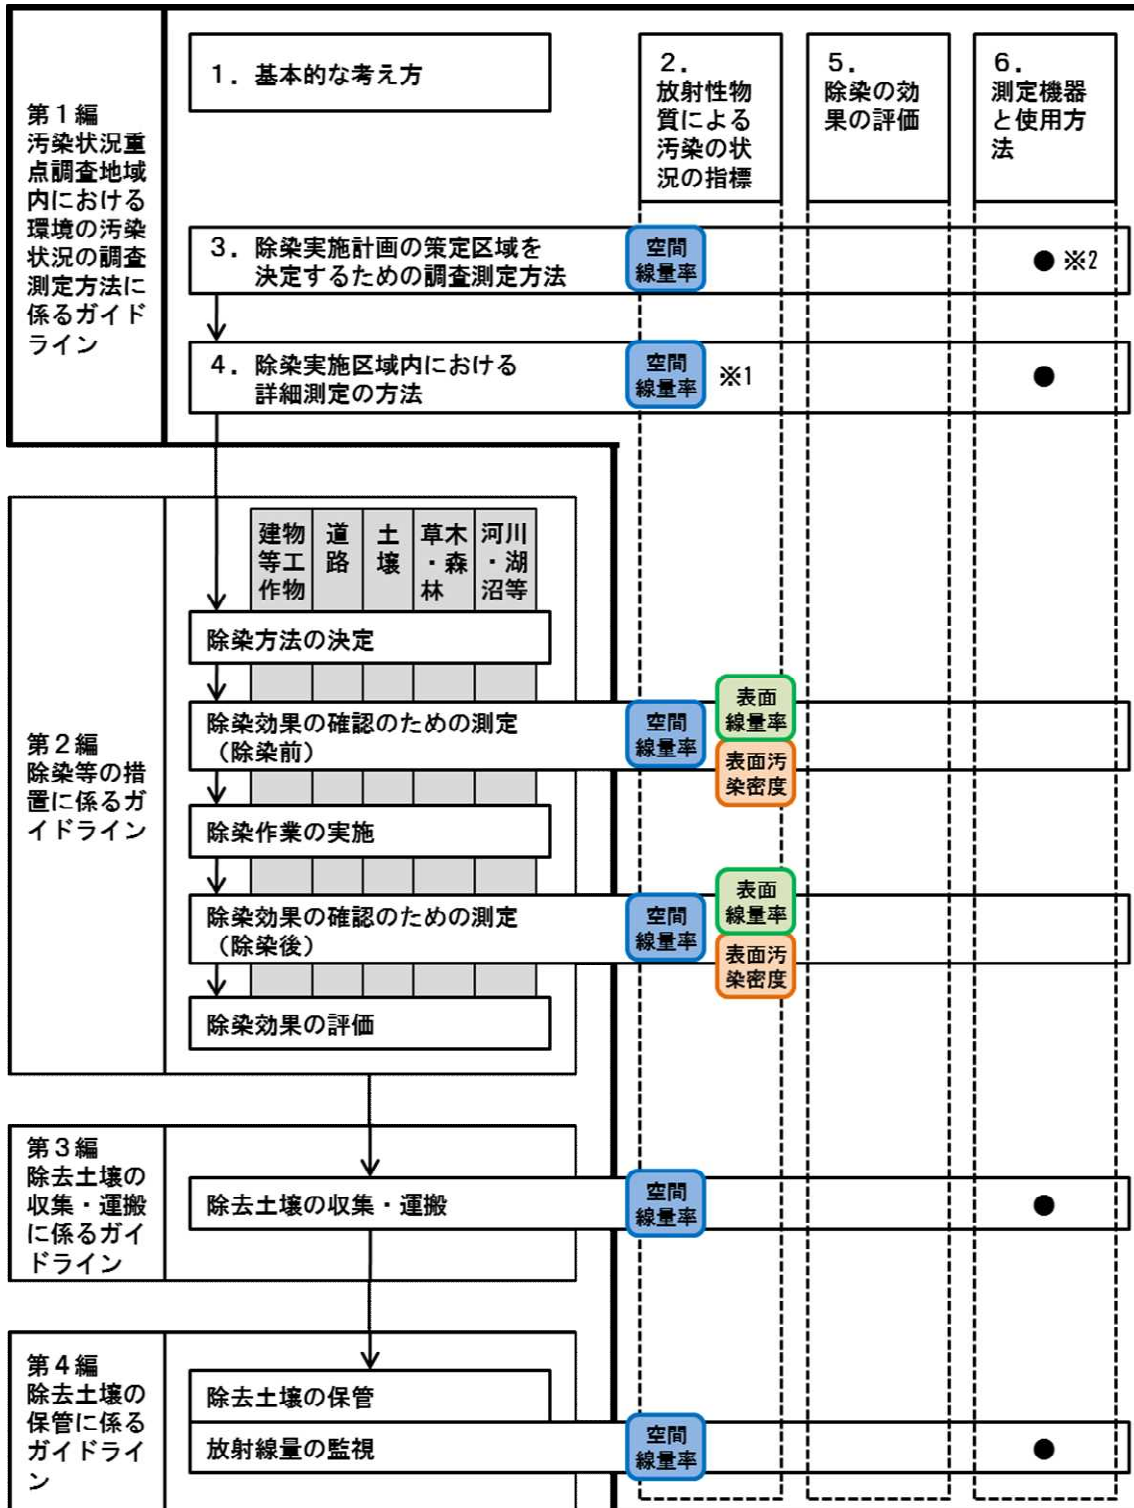 第１編
汚染状況重
点調査地域
内における
環境の汚染
状況の調査
測定方法に
係るガイド
ライン
１．基本的な考え方
２．
放射性物
質による
汚染の状
況の指標
５．
除染の効
果の評価
６．
測定機器
と使用方
法
３．除染実施計画の策定区域を
決定するための調査測定方法
空間
線量率
●※2
４．除染実施区域内における
詳細測定の方法
空間
線量率
※1
●
第２編
除染等の措
置に係るガ
イドライン
建物
等工
作物
道
路
土
壌
草木
・森
林
河川
・湖
沼等
除染方法の決定
除染効果の確認のための測定
（除染前）
空間
線量率
表面
線量率
表面汚
染密度
除染作業の実施
除染効果の確認のための測定
（除染後）
空間
線量率
表面
線量率
表面汚
染密度
除染効果の評価
第３編
除去土壌の
収集・運搬
に係るガイ
ドライン
除去土壌の収集・運搬
空間
線量率
●
第４編
除去土壌の
保管に係る
ガイドライ
ン
除去土壌の保管
放射線量の監視
空間
線量率
●